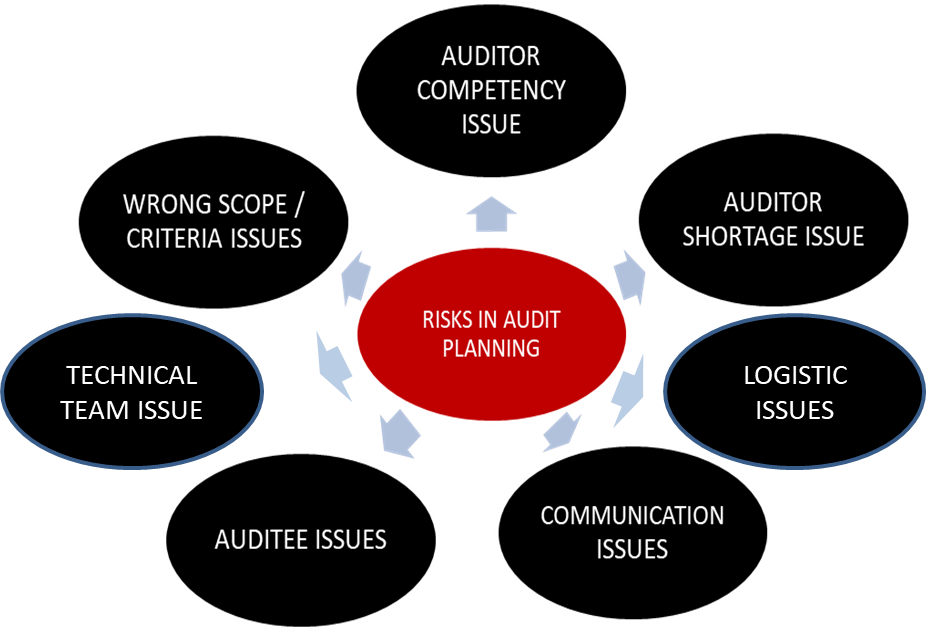 AUDITOR
COMPETENCY
ISSUE
WRONG SCOPE /
CRITERIA ISSUES
AUDITOR
SHORTAGE ISSUE
RISKS IN AUDIT
PLANNING
TECHNICAL
TEAM ISSUE
LOGISTIC
ISSUES
AUDITEE ISSUES
COMMUNICATION
ISSUES